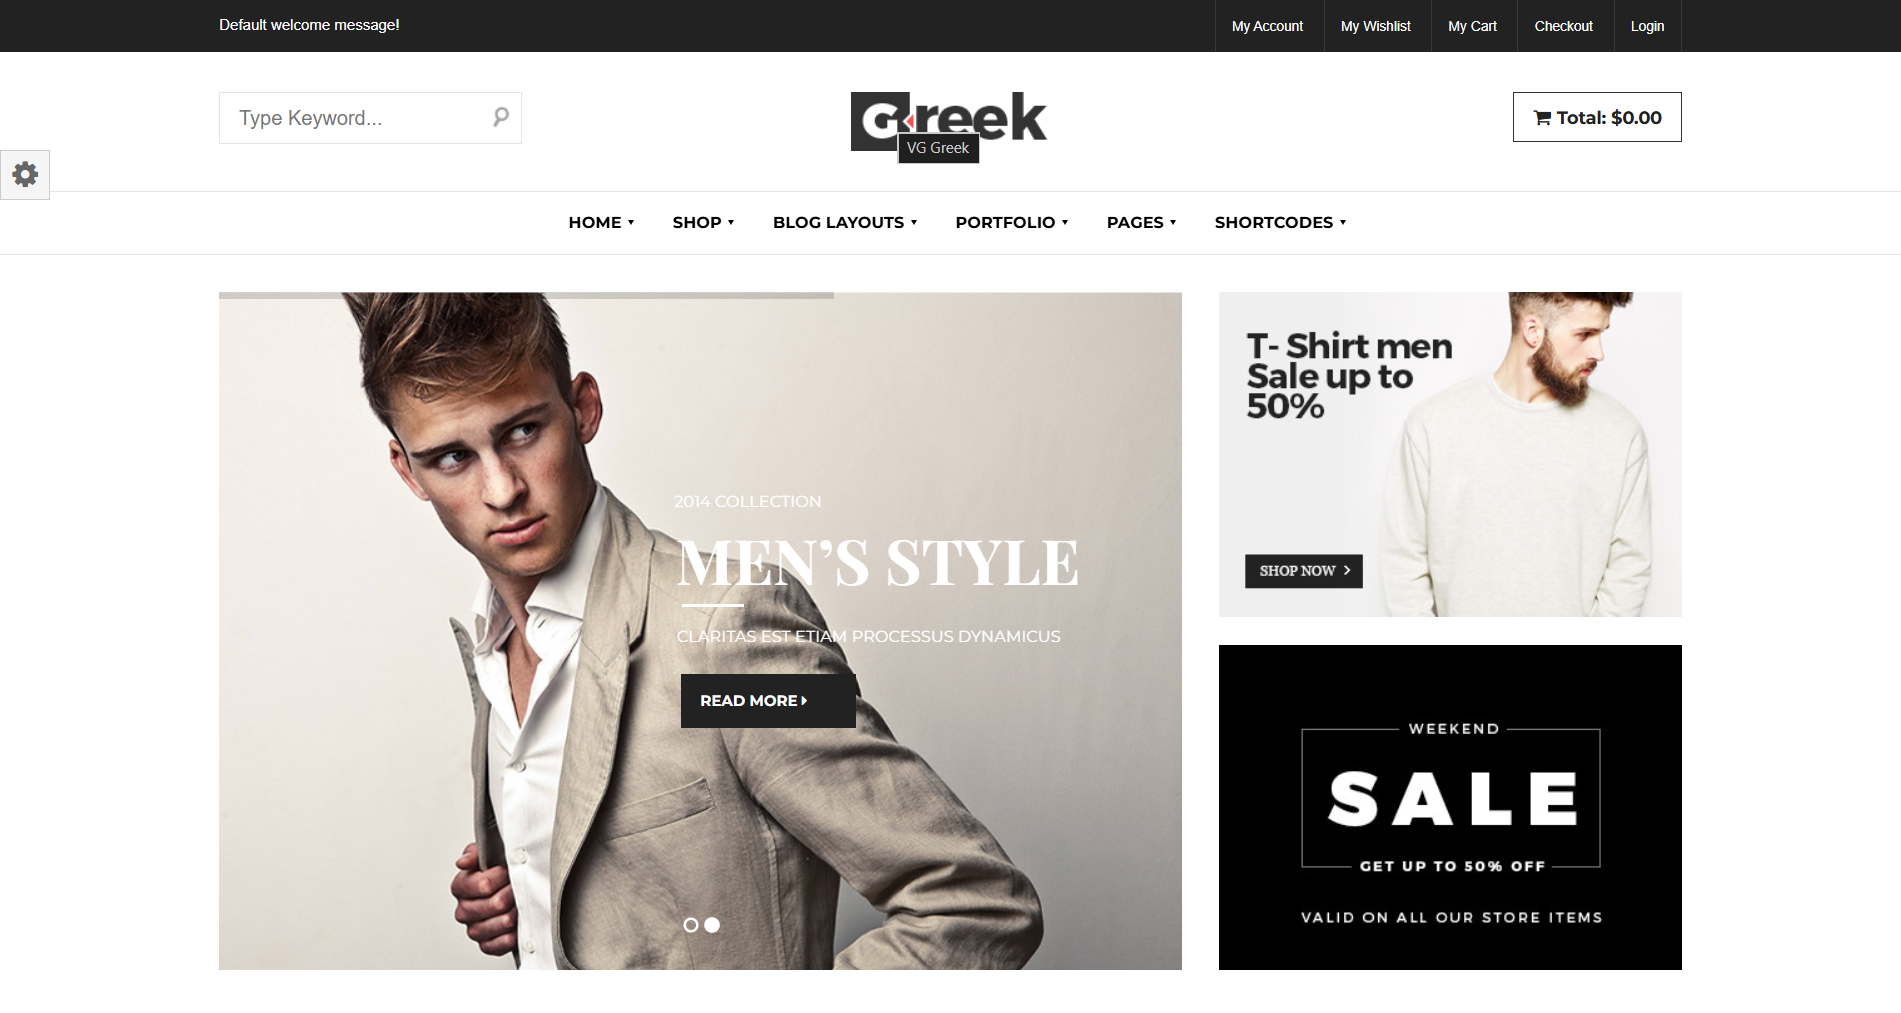 Default welcome message!
My Account
My Wishlist
My Cart
Checkout
Login
Type Keyword...
Greek
VG Greek
Total: $0.00
HOME
SHOP
BLOG LAYOUTS
PORTFOLIO
PAGES
SHORTCODES
2014 COLLECTION
MEN'S STYLE
CLARITAS EST ETIAM PROCESSUS DYNAMICUS
READ MORE
T- Shirt men
Sale up to
50%
SHOP NOW
WEEKEND
SALE
GET UP TO 50% OFF
VALID ON ALL OUR STORE ITEMS